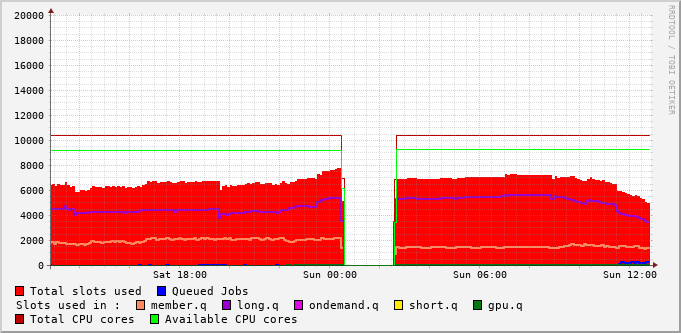 20000
18000
16000
14000
12000
10000
8000
6000
4000
2000
0
Sat 18:00 Sun 00:00 Sun 06:00 Sun 12:00
RRDTOOL / TOBI OETIKER
Total slots used Queued Jobs
Slots used in : member.q long.q ondemand.q short.q gpu.q
Total CPU cores Available CPU cores